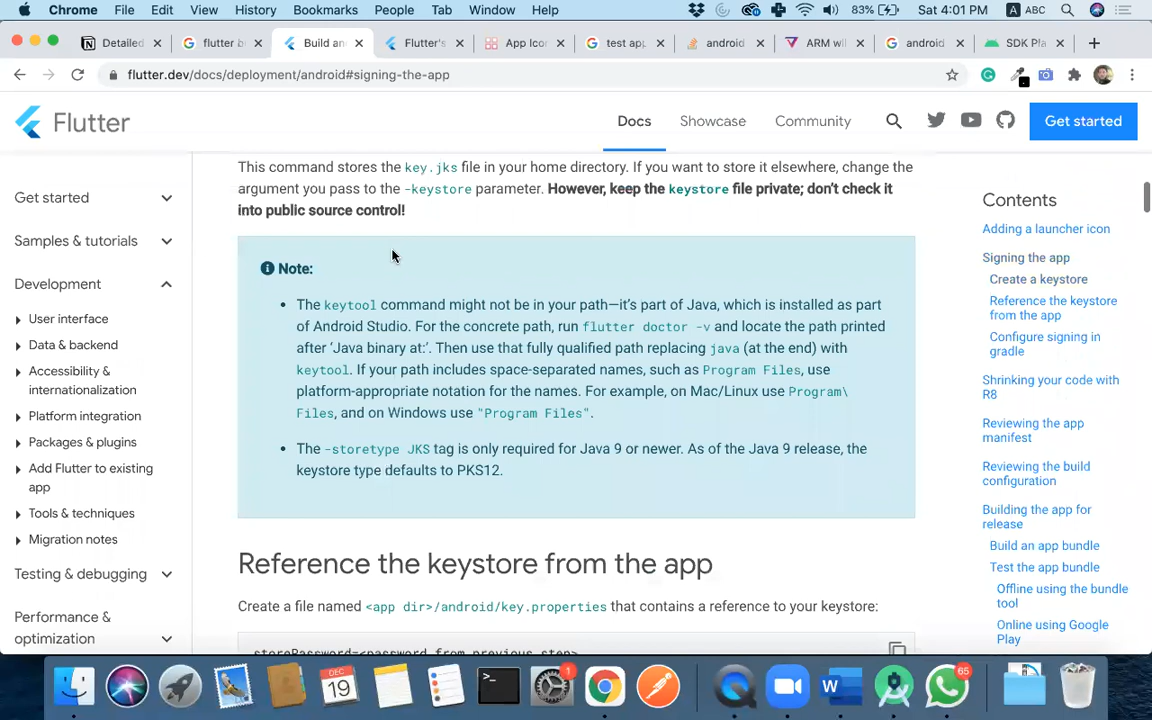 Chrome File Edit View History Bookmarks People Tab Window Help 83% Sat 4:01 PM A ABC
Detailed flutter b Build an Flutter's App Ico test app android ARM wi android SDK Pla
flutter.dev/docs/deployment/android#signing-the-app
Flutter
Docs Showcase Community Get started
Get started
Samples & tutorials
Development
User interface
Data & backend
Accessibility &
internationalization
Platform integration
Packages & plugins
Add Flutter to existing
app
Tools & techniques
Migration notes
Testing & debugging
Performance &
optimization
This command stores the key.jks file in your home directory. If you want to store it elsewhere, change the
argument you pass to the -keystore parameter. However, keep the keystore file private; don't check it
into public source control!
Note:
• The keytool command might not be in your path—it's part of Java, which is installed as part
of Android Studio. For the concrete path, run flutter doctor -v and locate the path printed
after 'Java binary at:'. Then use that fully qualified path replacing java (at the end) with
keytool. If your path includes space-separated names, such as Program Files, use
platform-appropriate notation for the names. For example, on Mac/Linux use Program\
Files, and on Windows use "Program Files".
• The -storetype JKS tag is only required for Java 9 or newer. As of the Java 9 release, the
keystore type defaults to PKS12.
Reference the keystore from the app
Create a file named <app dir>/android/key.properties that contains a reference to your keystore:
storePassword=<password from previous step>
Contents
Adding a launcher icon
Signing the app
Create a keystore
Reference the keystore
from the app
Configure signing in
gradle
Shrinking your code with
R8
Reviewing the app
manifest
Reviewing the build
configuration
Building the app for
release
Build an app bundle
Test the app bundle
Offline using the bundle
tool
Online using Google
Play
DEC
19
1
W
65